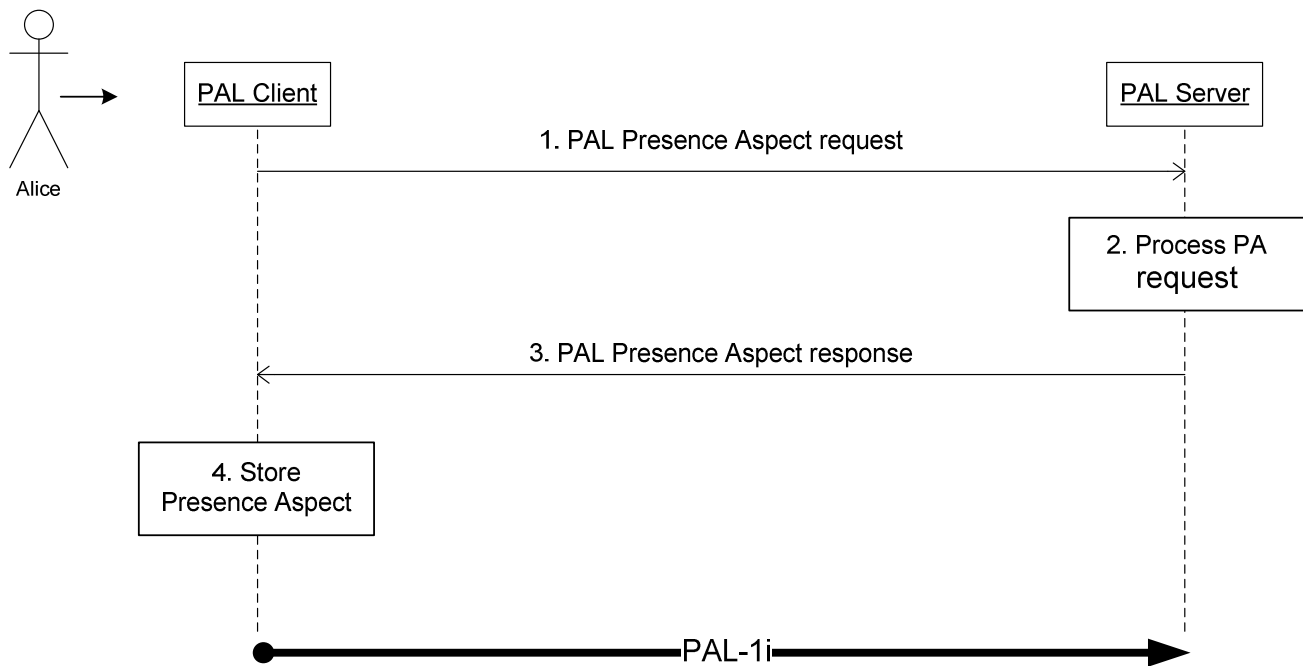 PAL Client
PAL Server
1. PAL Presence Aspect request
Alice
2. Process PA
request
3. PAL Presence Aspect response
4. Store
Presence Aspect
PAL-1i